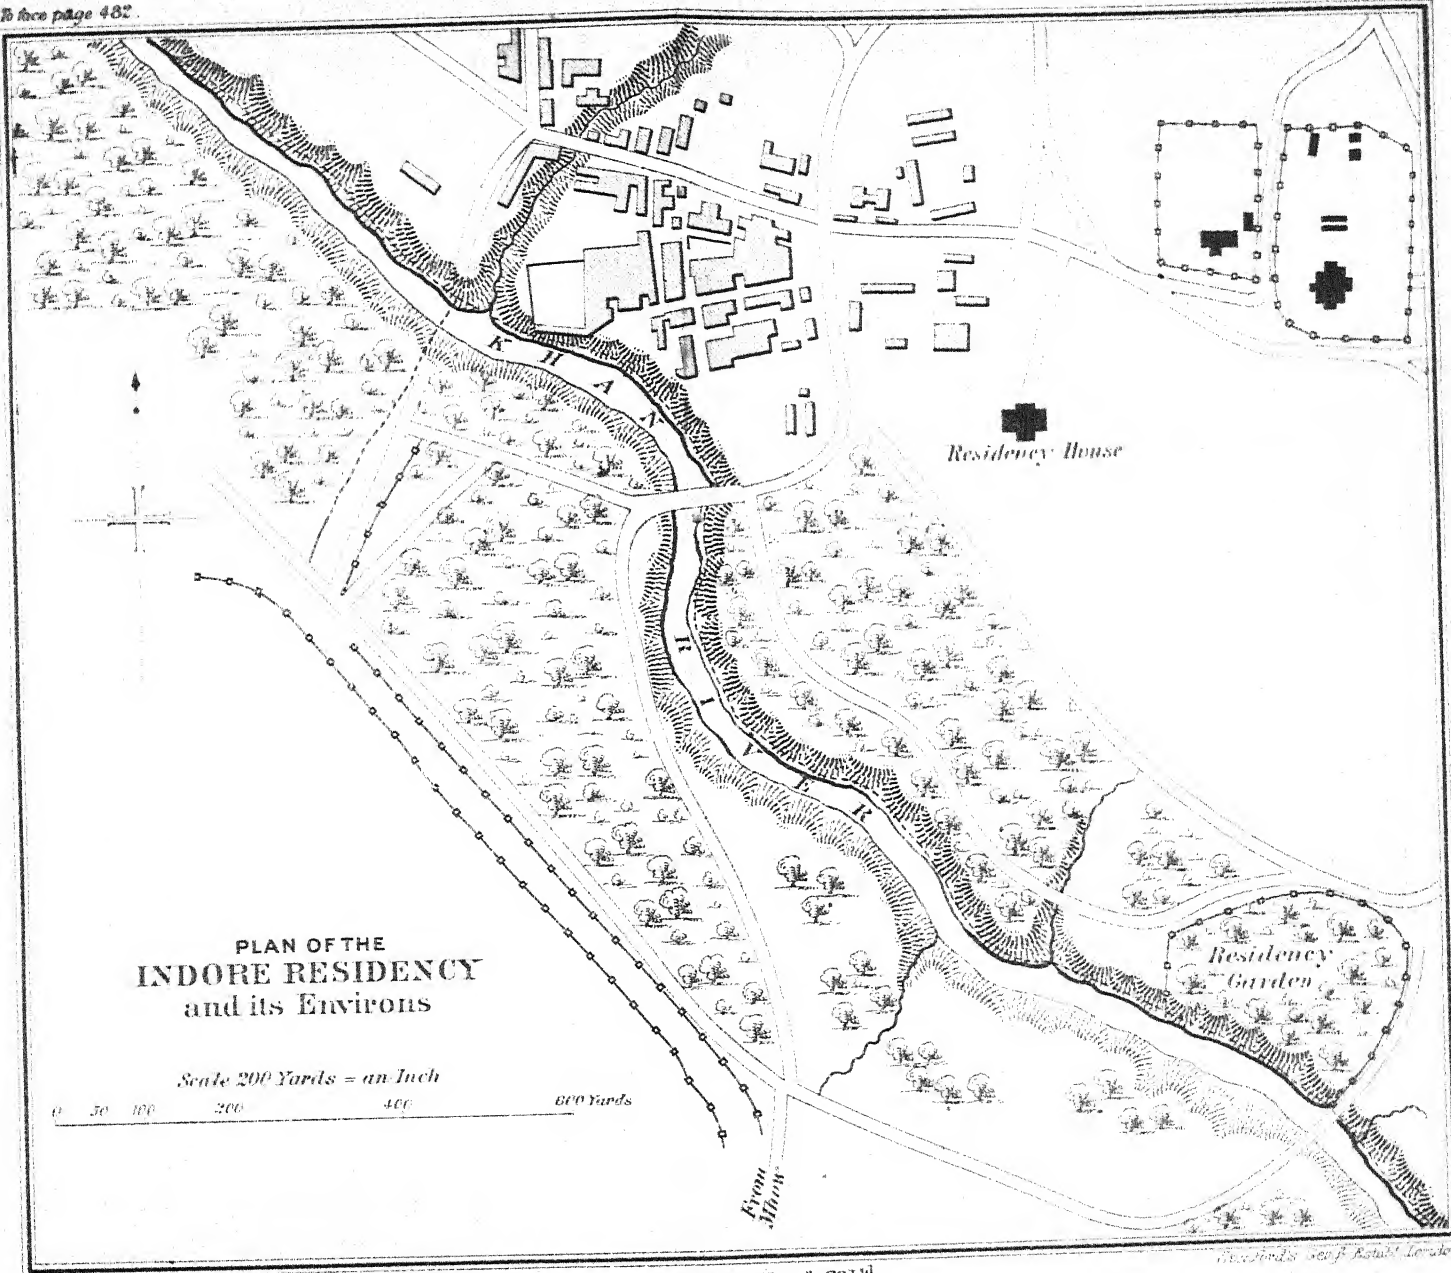 To face page 482.
KHAN
RIVER
Residency House
Residency
Garden
PLAN OF THE
INDORE RESIDENCY
and its Environs
Scale 200 Yards = an Inch
0 50 100 200 400 600 Yards
From
Mhow